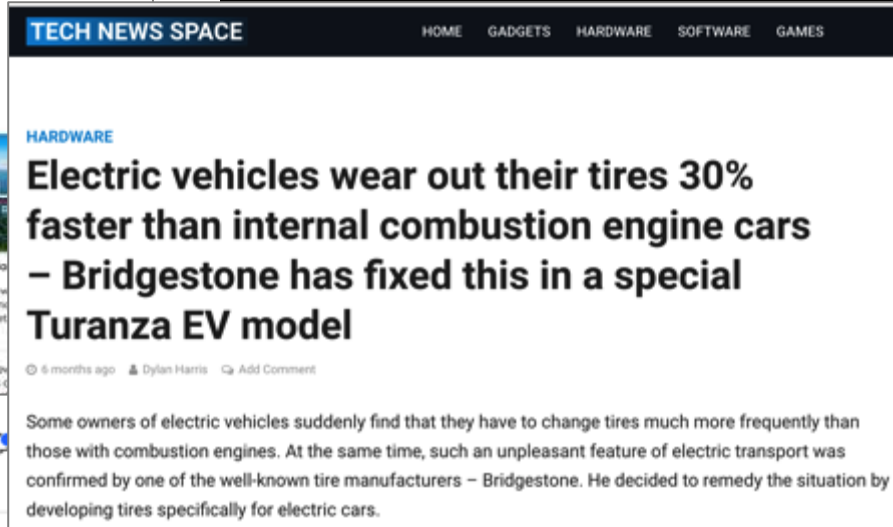 TECH NEWS SPACE
HOME GADGETS HARDWARE SOFTWARE GAMES
HARDWARE
Electric vehicles wear out their tires 30%
faster than internal combustion engine cars
– Bridgestone has fixed this in a special
Turanza EV model
6 months ago Dylan Harris Add Comment
Some owners of electric vehicles suddenly find that they have to change tires much more frequently than
those with combustion engines. At the same time, such an unpleasant feature of electric transport was
confirmed by one of the well-known tire manufacturers – Bridgestone. He decided to remedy the situation by
developing tires specifically for electric cars.